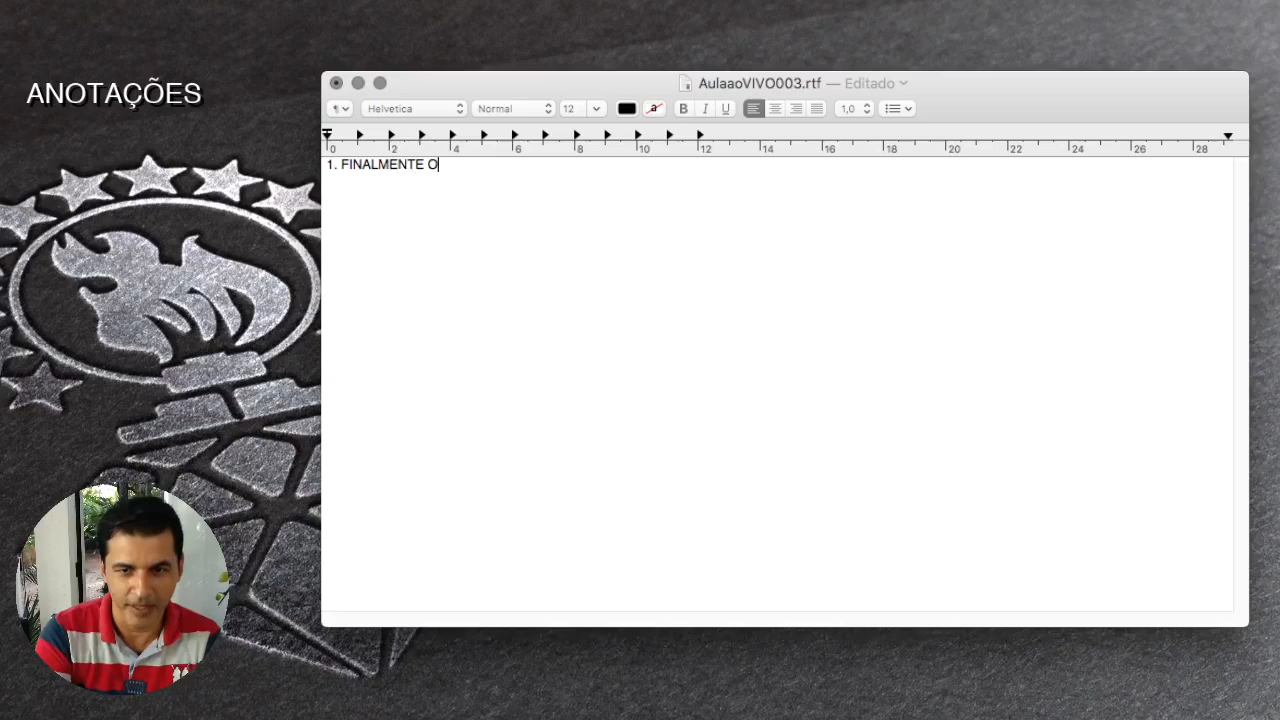 ANOTAÇÕES
AulaaoVIVO003.rtf — Editado
¶ Helvetica Normal 12 a B I U 1,0
0 2 4 6 8 10 12 14 16 18 20 22 24 26 28
1. FINALMENTE O